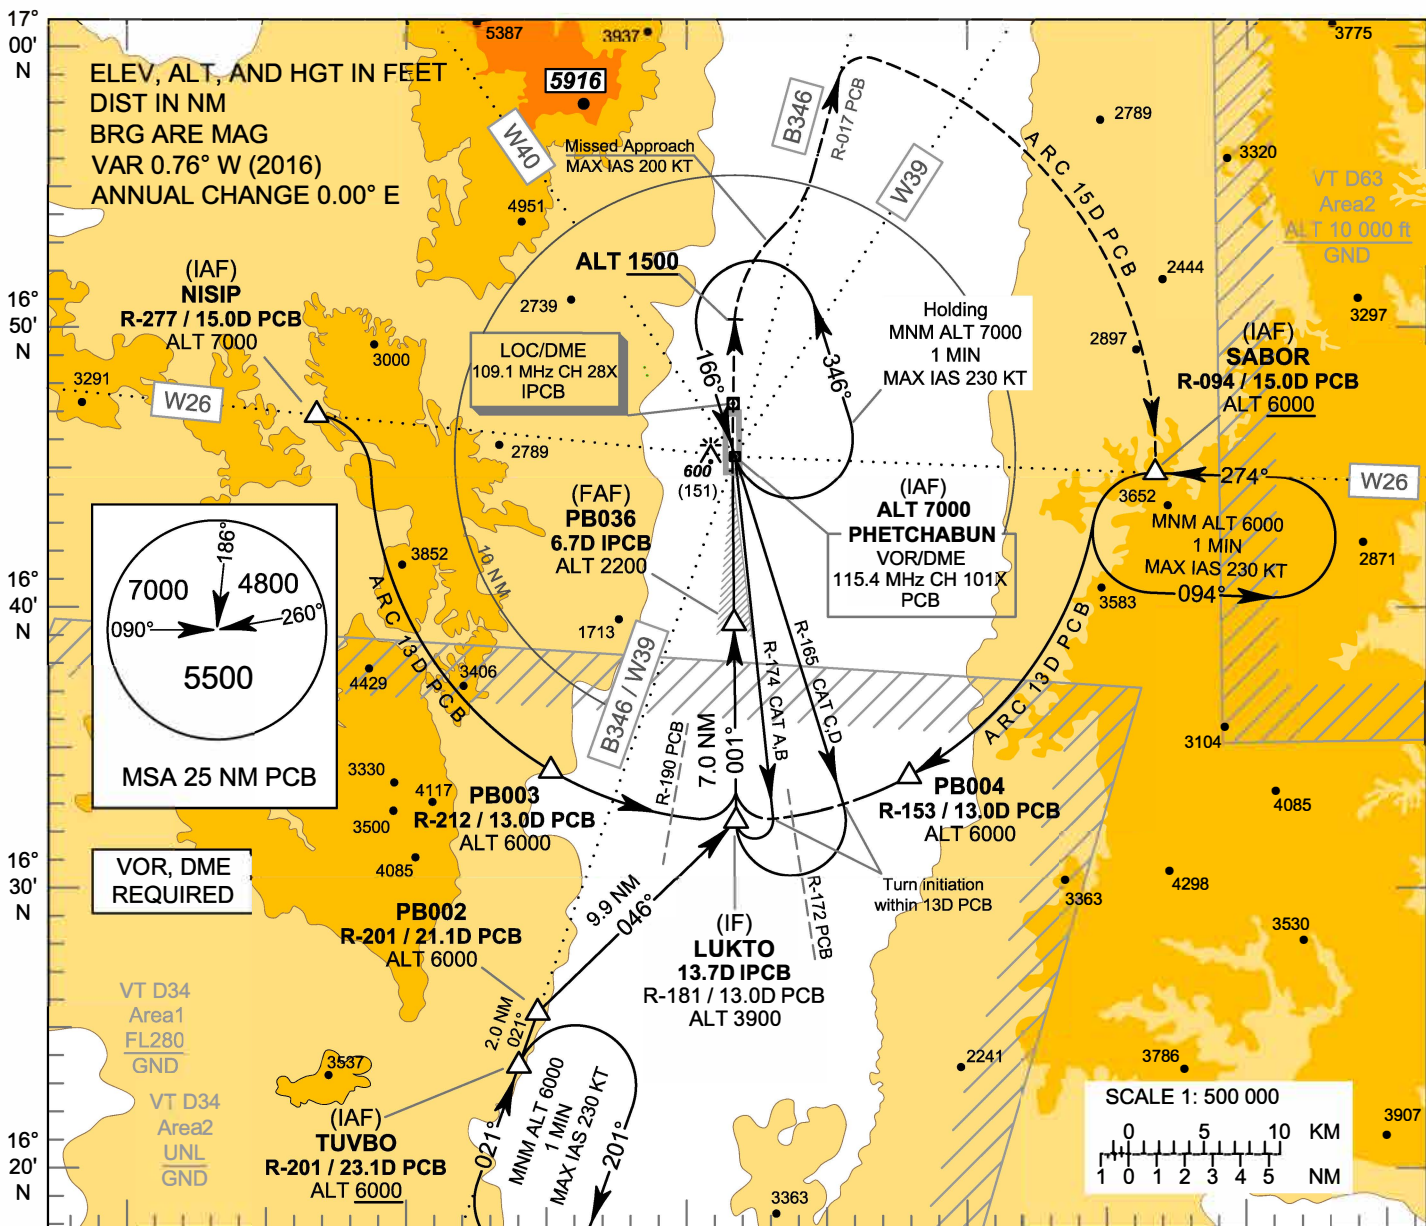 17°
00'
N
5387
3937
3775
ELEV, ALT, AND HGT IN FEET
DIST IN NM
BRG ARE MAG
VAR 0.76° W (2016)
ANNUAL CHANGE 0.00° E
5916
W40
Missed Approach
MAX IAS 200 KT
B346
R-017 PCB
W39
ARC 15D PCB
2789
3320
VT D63
Area2
ALT 10 000 ft
GND
4951
(IAF)
NISIP
R-277 / 15.0D PCB
ALT 7000
ALT 1500
2739
2444
3297
16°
50'
N
3000
3291
W26
LOC/DME
109.1 MHz CH 28X
IPCB
166°
346°
Holding
MNM ALT 7000
1 MIN
MAX IAS 230 KT
2897
(IAF)
SABOR
R-094 / 15.0D PCB
ALT 6000
2789
600
(151)
274°
W26
3652
MNM ALT 6000
1 MIN
MAX IAS 230 KT
094°
2871
3583
(FAF)
PB036
6.7D IPCB
ALT 2200
(IAF)
ALT 7000
PHETCHABUN
VOR/DME
115.4 MHz CH 101X
PCB
186°
7000
4800
090°
260°
5500
MSA 25 NM PCB
3852
10 NM
ARC 13D PCB
16°
40'
N
1713
4429
3406
B346 / W39
R-190 PCB
7.0 NM
001°
R-174 CAT A,B
R-165 CAT C,D
ARC 13D PCB
3104
3330
4117
3500
4085
PB003
R-212 / 13.0D PCB
ALT 6000
PB004
R-153 / 13.0D PCB
ALT 6000
4085
VOR, DME
REQUIRED
16°
30'
N
Turn initiation
within 13D PCB
R-172 PCB
3363
4298
3530
PB002
R-201 / 21.1D PCB
ALT 6000
9.9 NM
046°
(IF)
LUKTO
13.7D IPCB
R-181 / 13.0D PCB
ALT 3900
VT D34
Area1
FL280
GND
2.0 NM
021°
3537
2241
3786
VT D34
Area2
UNL
GND
(IAF)
TUVBO
R-201 / 23.1D PCB
ALT 6000
021°
MNM ALT 6000
1 MIN
MAX IAS 230 KT
201°
SCALE 1: 500 000
0 5 10 KM
1 0 1 2 3 4 5 NM
3907
16°
20'
N
3363